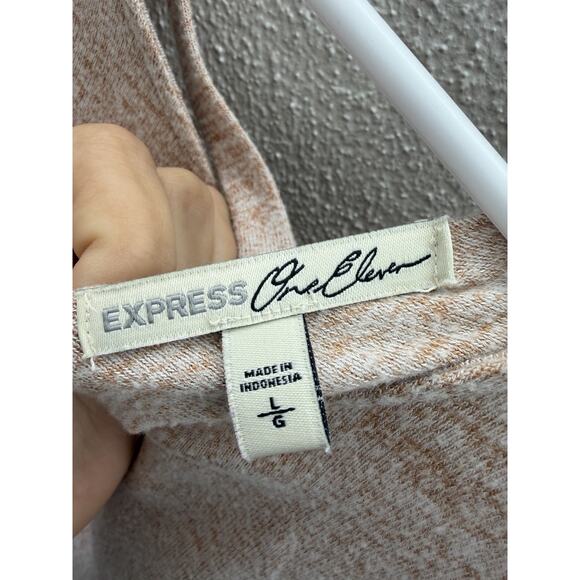 EXPRESS One Eleven
MADE IN
INDONESIA
L
G